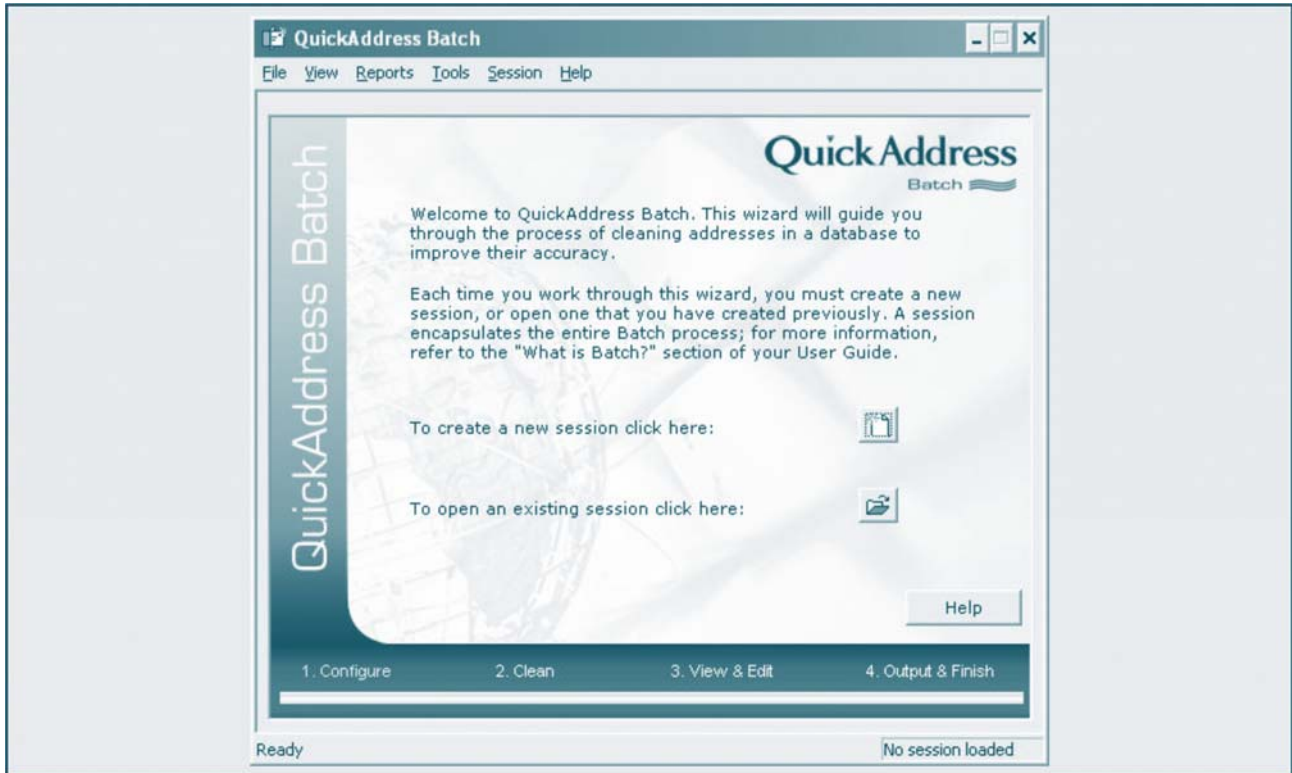 QuickAddress Batch
File View Reports Tools Session Help
QuickAddress Batch
QuickAddress
Batch
Welcome to QuickAddress Batch. This wizard will guide you
through the process of cleaning addresses in a database to
improve their accuracy.
Each time you work through this wizard, you must create a new
session, or open one that you have created previously. A session
encapsulates the entire Batch process; for more information,
refer to the "What is Batch?" section of your User Guide.
To create a new session click here:
To open an existing session click here:
Help
1. Configure 2. Clean 3. View & Edit 4. Output & Finish
Ready No session loaded